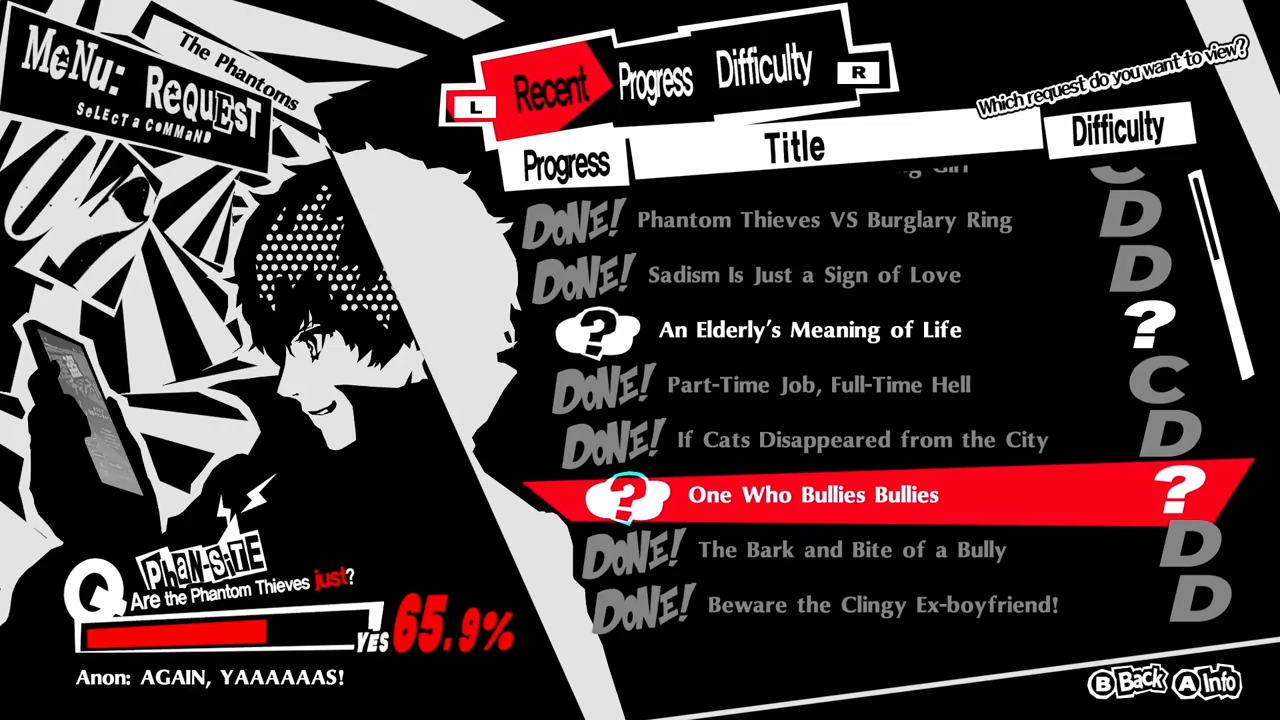 The Phantoms
MeNu: RequEST
SeLEcT a CoMMaND
L
Recent
Progress
Difficulty
R
Which request do you want to view?
Progress
Title
Difficulty
Girl
C
DONE! Phantom Thieves VS Burglary Ring D
DONE! Sadism Is Just a Sign of Love D
? An Elderly's Meaning of Life ?
DONE! Part-Time Job, Full-Time Hell C
DONE! If Cats Disappeared from the City D
? One Who Bullies Bullies ?
DONE! The Bark and Bite of a Bully D
DONE! Beware the Clingy Ex-boyfriend! D
Phan-SiTE
Q Are the Phantom Thieves just?
YES 65.9%
Anon: AGAIN, YAAAAAAS!
B Back A Info